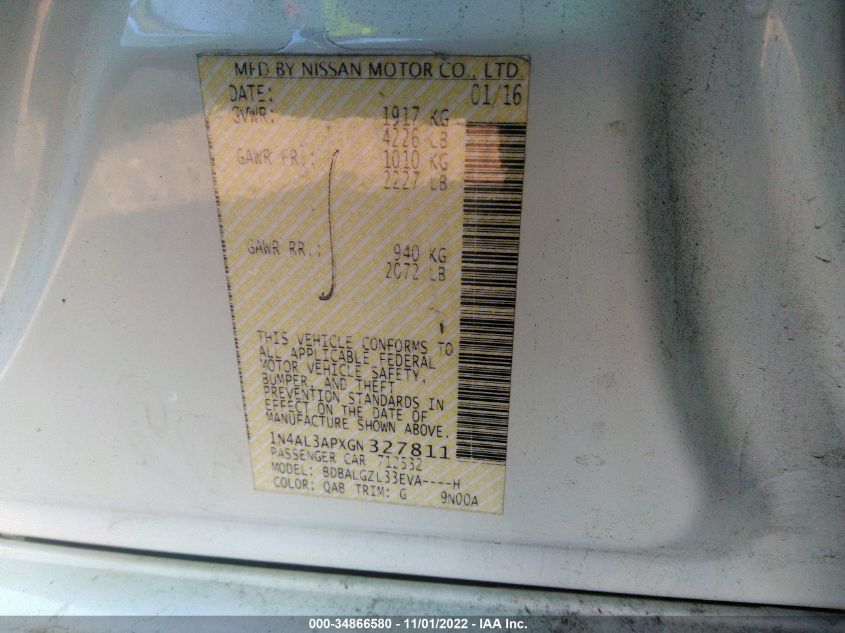 MFD BY NISSAN MOTOR CO., LTD
DATE: 01/16
GVWR: 1917 KG
4226 LB
GAWR FR.: 1010 KG
2227 LB
GAWR RR.: 940 KG
2072 LB
THIS VEHICLE CONFORMS TO
ALL APPLICABLE FEDERAL
MOTOR VEHICLE SAFETY,
BUMPER, AND THEFT
PREVENTION STANDARDS IN
EFFECT ON THE DATE OF
MANUFACTURE SHOWN ABOVE.
1N4AL3APXGN327811
PASSENGER CAR 712532
MODEL: BDBALGZL33EVA----H
COLOR: QAB TRIM: G 9N00A
000-34866580 - 11/01/2022 - IAA Inc.